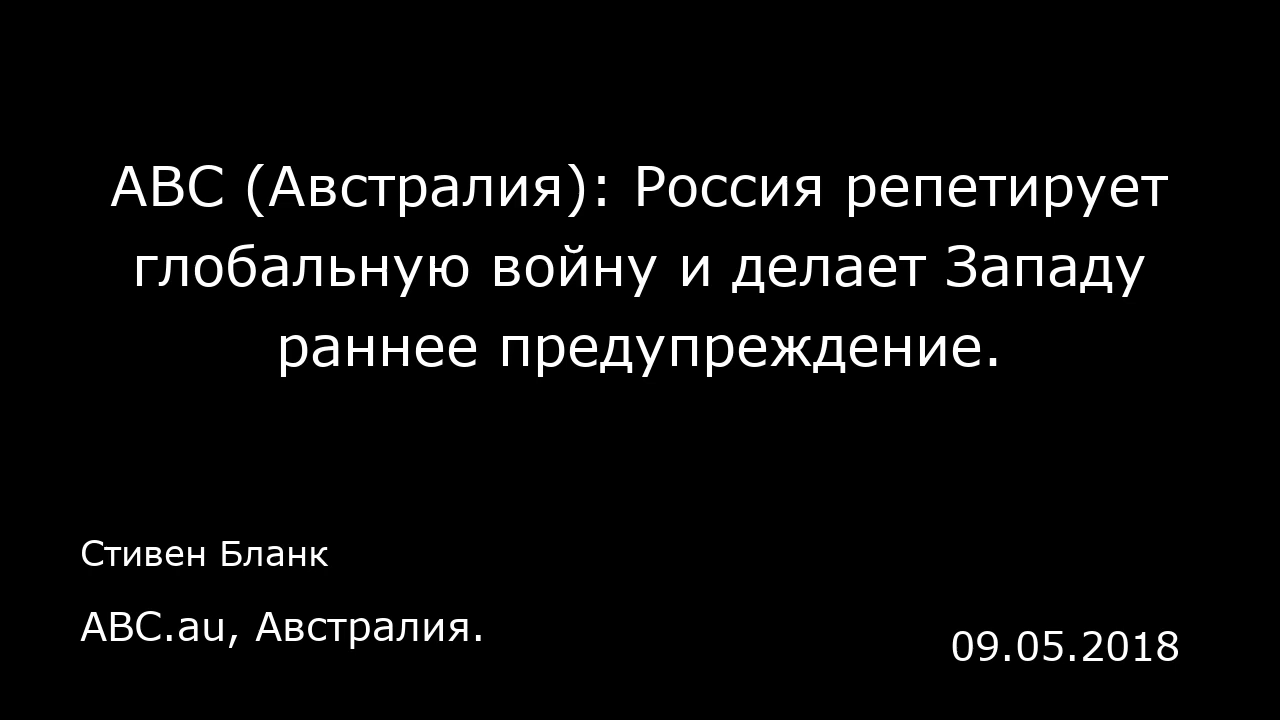 ABC (Австралия): Россия репетирует
глобальную войну и делает Западу
раннее предупреждение.
Стивен Бланк
ABC.au, Австралия.
09.05.2018